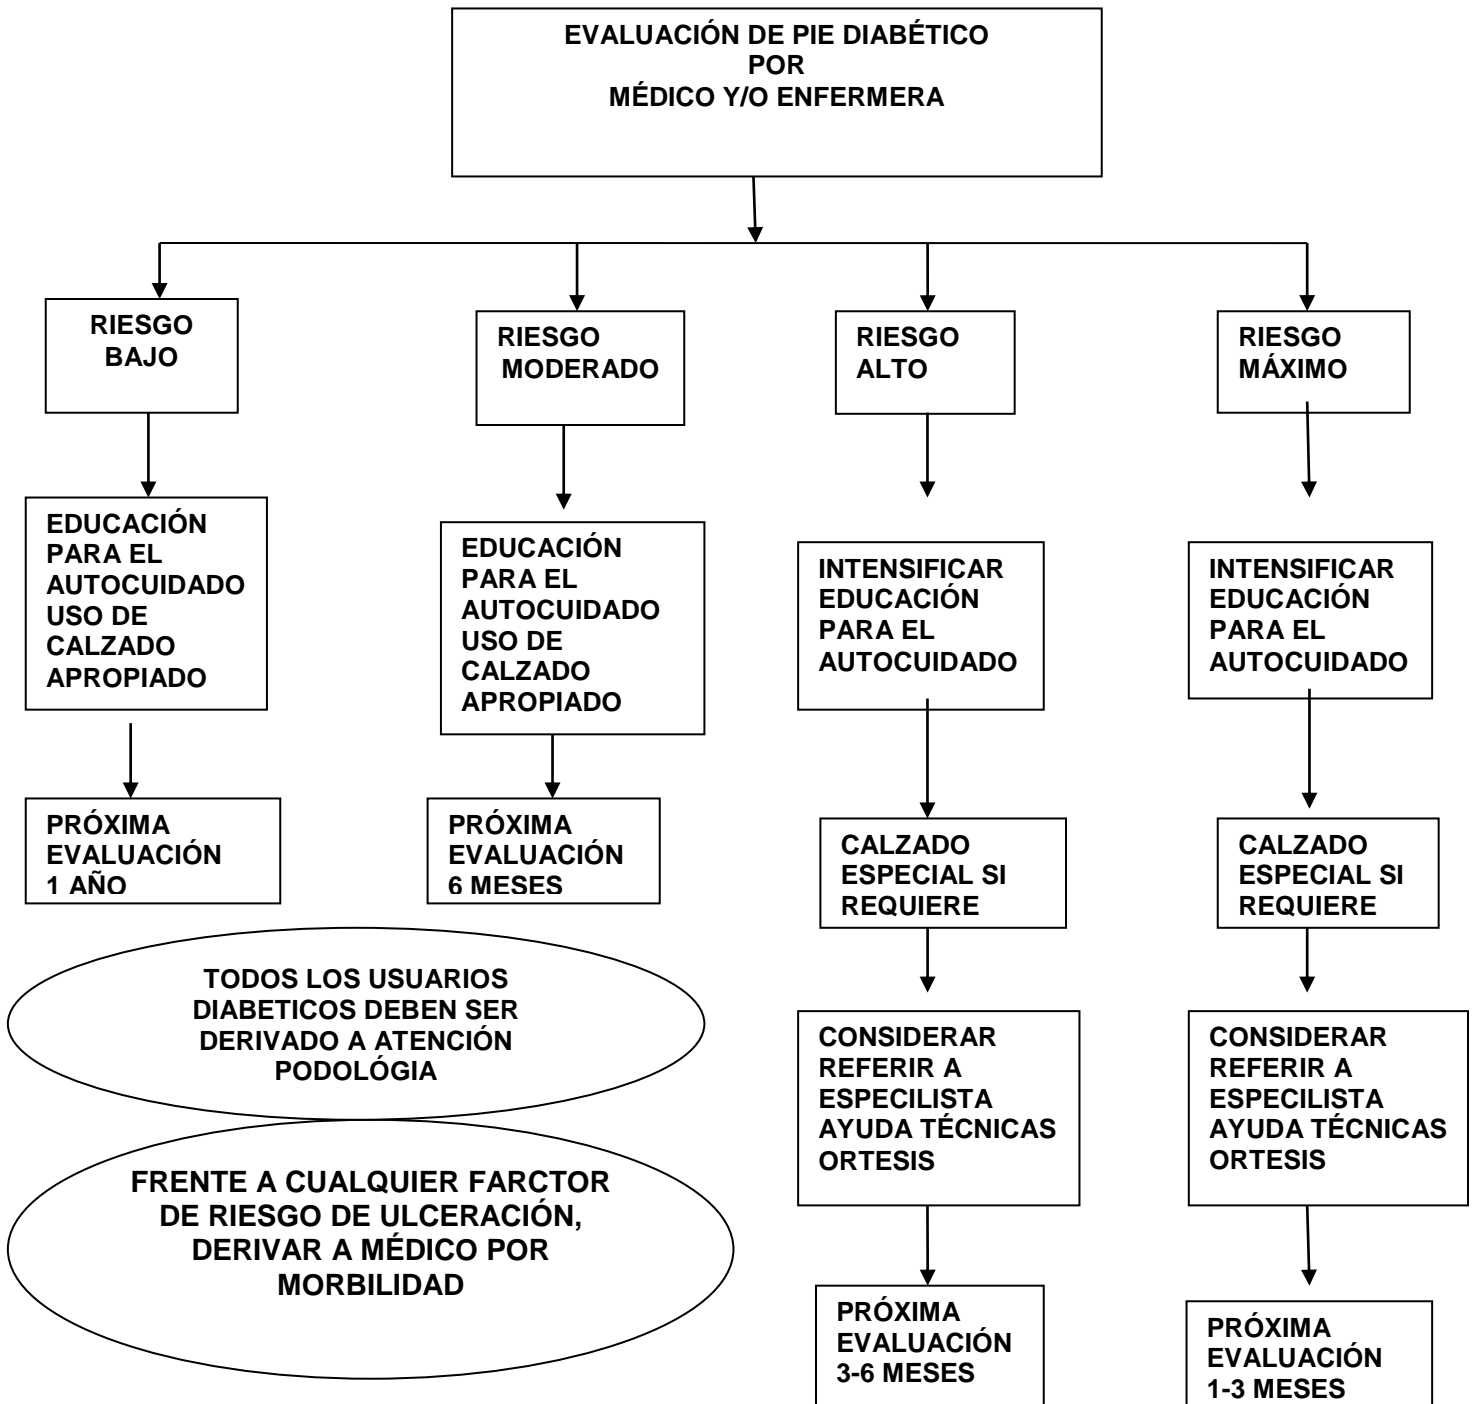 EVALUACIÓN DE PIE DIABÉTICO
POR
MÉDICO Y/O ENFERMERA
RIESGO
BAJO
RIESGO
MODERADO
RIESGO
ALTO
RIESGO
MÁXIMO
EDUCACIÓN
PARA EL
AUTOCUIDADO
USO DE
CALZADO
APROPIADO
EDUCACIÓN
PARA EL
AUTOCUIDADO
USO DE
CALZADO
APROPIADO
INTENSIFICAR
EDUCACIÓN
PARA EL
AUTOCUIDADO
INTENSIFICAR
EDUCACIÓN
PARA EL
AUTOCUIDADO
PRÓXIMA
EVALUACIÓN
1 AÑO
PRÓXIMA
EVALUACIÓN
6 MESES
CALZADO
ESPECIAL SI
REQUIERE
CALZADO
ESPECIAL SI
REQUIERE
TODOS LOS USUARIOS
DIABETICOS DEBEN SER
DERIVADO A ATENCIÓN
PODOLÓGIA
CONSIDERAR
REFERIR A
ESPECILISTA
AYUDA TÉCNICAS
ORTESIS
CONSIDERAR
REFERIR A
ESPECILISTA
AYUDA TÉCNICAS
ORTESIS
FRENTE A CUALQUIER FARCTOR
DE RIESGO DE ULCERACIÓN,
DERIVAR A MÉDICO POR
MORBILIDAD
PRÓXIMA
EVALUACIÓN
3-6 MESES
PRÓXIMA
EVALUACIÓN
1-3 MESES